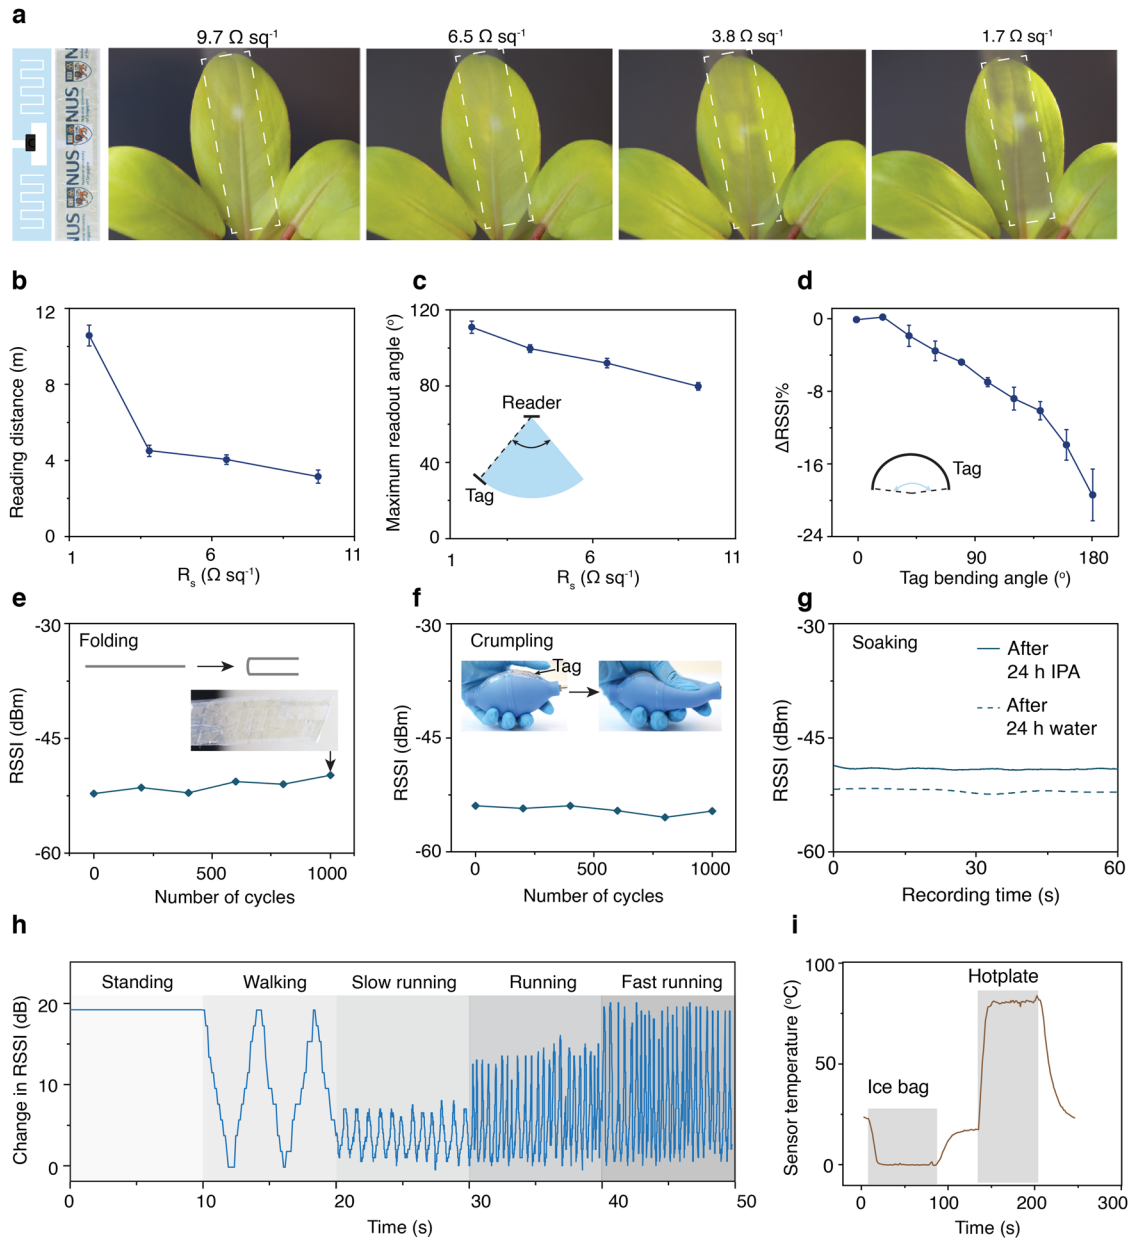 a
9.7 Ω sq⁻¹
6.5 Ω sq⁻¹
3.8 Ω sq⁻¹
1.7 Ω sq⁻¹
NUS
NUS
NUS
b
12
8
4
0
1
6
11
Reading distance (m)
Rs (Ω sq⁻¹)
c
120
80
40
0
1
6
11
Maximum readout angle (°)
Rs (Ω sq⁻¹)
Reader
Tag
d
0
-8
-16
-24
0
90
180
ΔRSSI%
Tag bending angle (°)
Tag
e
-30
-45
-60
0
500
1000
RSSI (dBm)
Number of cycles
Folding
f
-30
-45
-60
0
500
1000
RSSI (dBm)
Number of cycles
Crumpling
Tag
g
-30
-45
-60
0
30
60
RSSI (dBm)
Recording time (s)
Soaking
After
24 h IPA
After
24 h water
h
Standing
Walking
Slow running
Running
Fast running
20
10
0
0
10
20
30
40
50
Change in RSSI (dB)
Time (s)
i
100
50
0
0
100
200
300
Sensor temperature (°C)
Time (s)
Ice bag
Hotplate